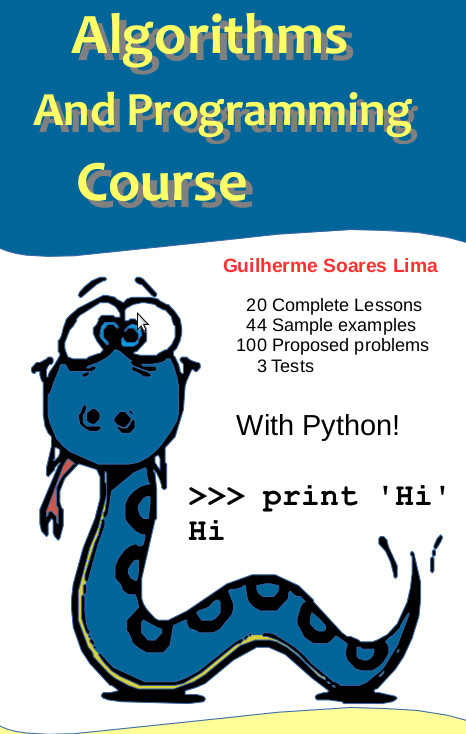 Algorithms
And Programming
Course
Guilherme Soares Lima
20 Complete Lessons
44 Sample examples
100 Proposed problems
3 Tests
With Python!
>>> print 'Hi'
Hi